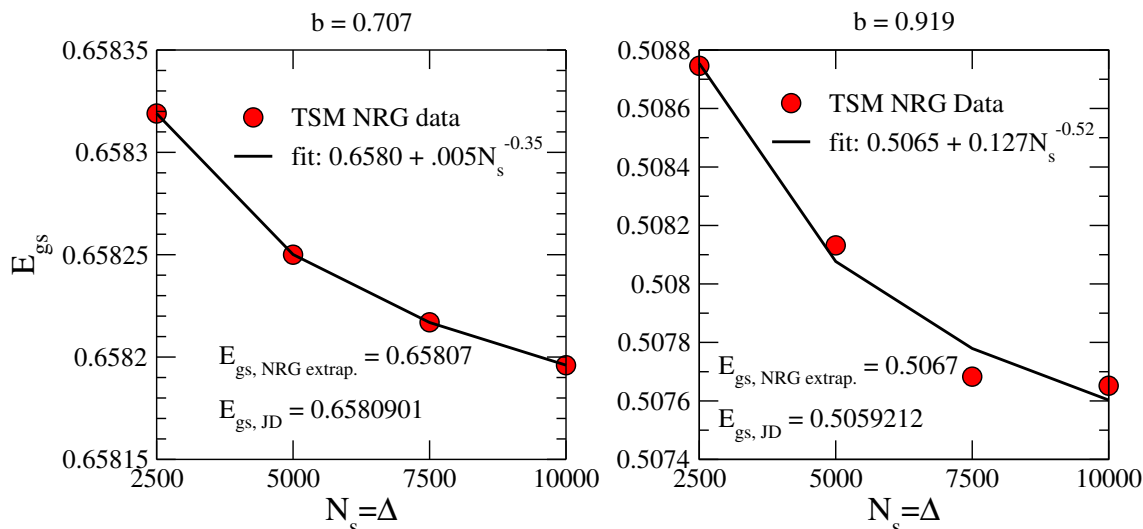 b = 0.707
0.65835
0.6583
0.65825
0.6582
0.65815
E_gs
TSM NRG data
fit: 0.6580 + .005N_s^-0.35
E_gs, NRG extrap. = 0.65807
E_gs, JD = 0.6580901
2500 5000 7500 10000
N_s=Δ
b = 0.919
0.5088
0.5086
0.5084
0.5082
0.508
0.5078
0.5076
0.5074
TSM NRG Data
fit: 0.5065 + 0.127N_s^-0.52
E_gs, NRG extrap. = 0.5067
E_gs, JD = 0.5059212
2500 5000 7500 10000
N_s=Δ